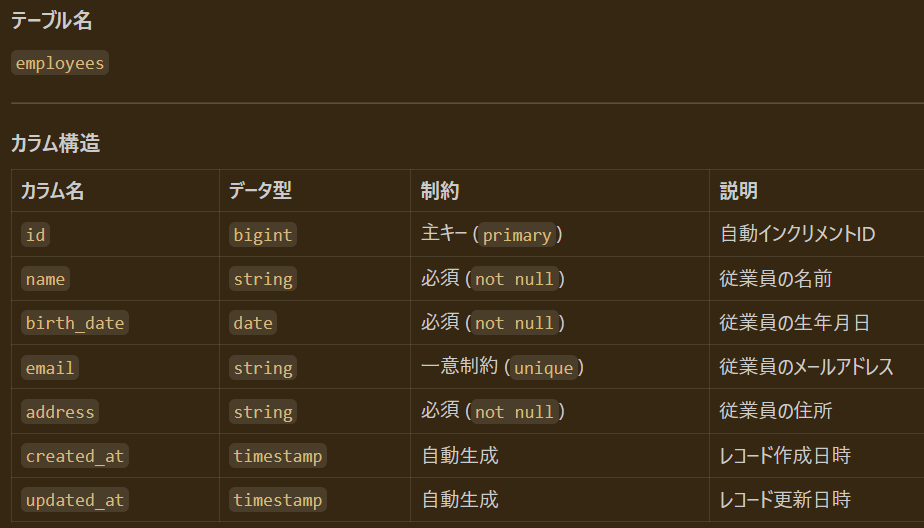 テーブル名
employees
カラム構造
カラム名 データ型 制約 説明
id bigint 主キー (primary) 自動インクリメントID
name string 必須 (not null) 従業員の名前
birth_date date 必須 (not null) 従業員の生年月日
email string 一意制約 (unique) 従業員のメールアドレス
address string 必須 (not null) 従業員の住所
created_at timestamp 自動生成 レコード作成日時
updated_at timestamp 自動生成 レコード更新日時